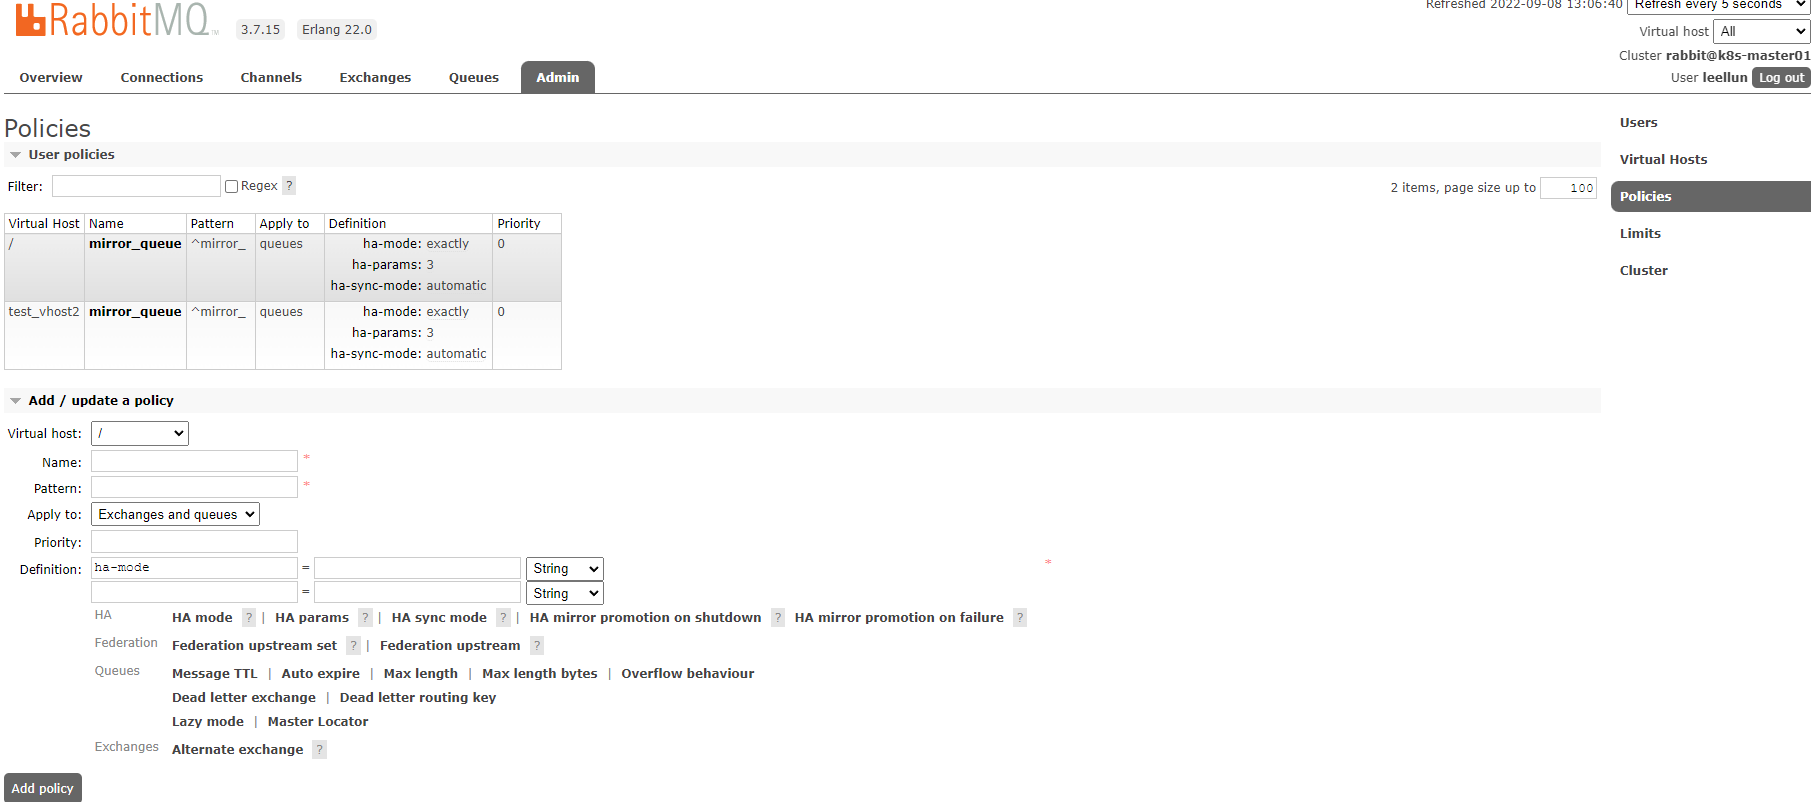 Refreshed 2022-09-08 13:06:40 Refresh every 5 seconds
RabbitMQ TM 3.7.15 Erlang 22.0
Virtual host All
Cluster rabbit@k8s-master01
User leellun Log out
Overview Connections Channels Exchanges Queues Admin
Policies
Users
User policies
Virtual Hosts
Filter: Regex ? 2 items, page size up to 100
Policies
Limits
Cluster
Virtual Host Name Pattern Apply to Definition Priority
/ mirror_queue ^mirror_ queues ha-mode: exactly 0
ha-params: 3
ha-sync-mode: automatic
test_vhost2 mirror_queue ^mirror_ queues ha-mode: exactly 0
ha-params: 3
ha-sync-mode: automatic
Add / update a policy
Virtual host: /
Name: *
Pattern: *
Apply to: Exchanges and queues
Priority:
Definition: ha-mode = String *
= String
HA HA mode ? | HA params ? | HA sync mode ? | HA mirror promotion on shutdown ? HA mirror promotion on failure ?
Federation Federation upstream set ? | Federation upstream ?
Queues Message TTL | Auto expire | Max length | Max length bytes | Overflow behaviour
Dead letter exchange | Dead letter routing key
Lazy mode | Master Locator
Exchanges Alternate exchange ?
Add policy